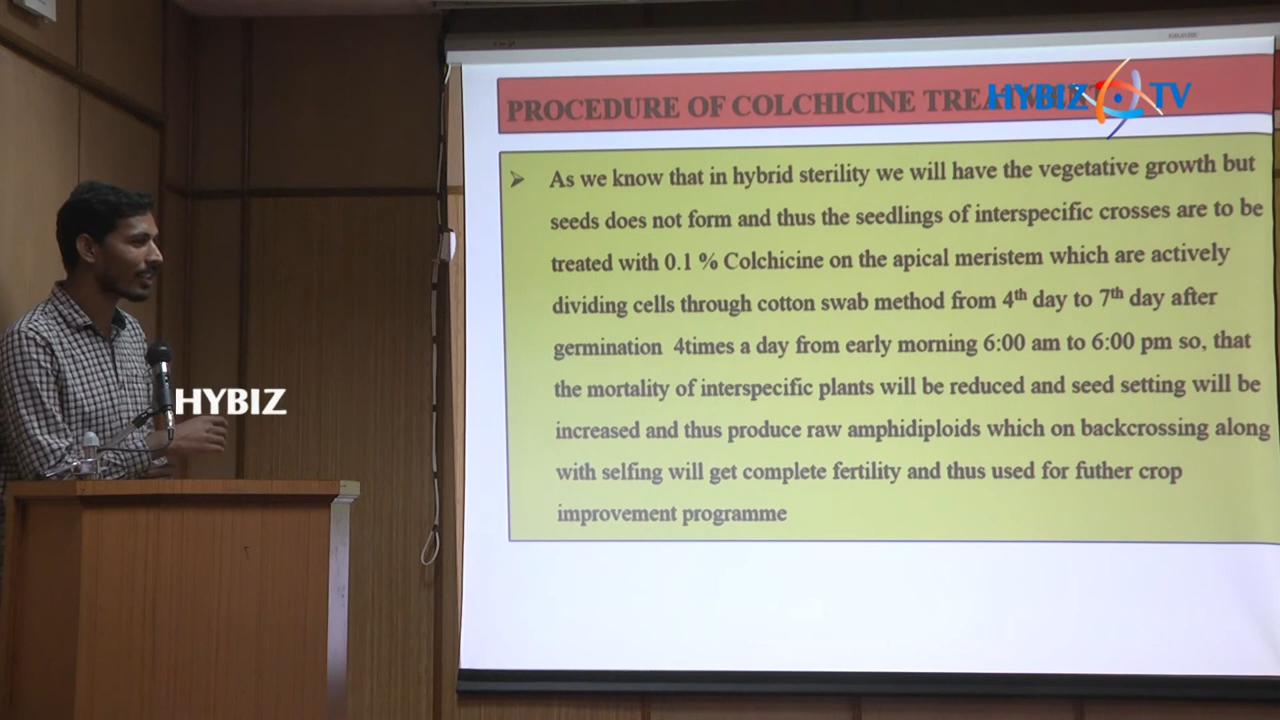 PROCEDURE OF COLCHICINE
HYBIZ TV
➢ As we know that in hybrid sterility we will have the vegetative growth but
seeds does not form and thus the seedlings of interspecific crosses are to be
treated with 0.1 % Colchicine on the apical meristem which are actively
dividing cells through cotton swab method from 4th day to 7th day after
germination 4times a day from early morning 6:00 am to 6:00 pm so, that
the mortality of interspecific plants will be reduced and seed setting will be
increased and thus produce raw amphidiploids which on backcrossing along
with selfing will get complete fertility and thus used for futher crop
improvement programme
HYBIZ